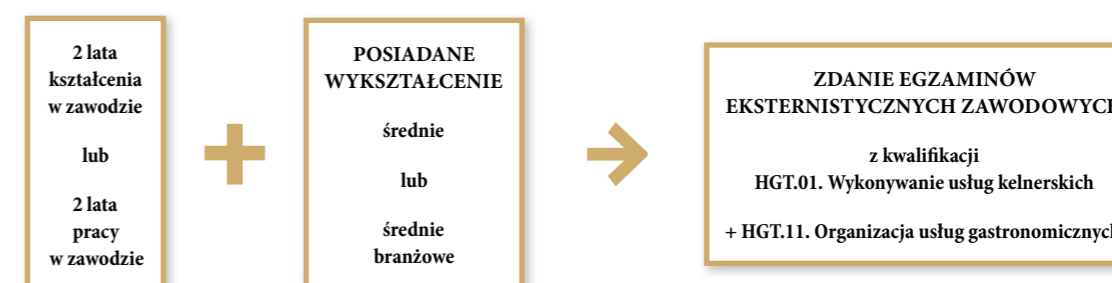 2 lata
kształcenia
w zawodzie
lub
2 lata
pracy
w zawodzie
POSIADANE
WYKSZTAŁCENIE
średnie
lub
średnie
branżowe
ZDANIE EGZAMINÓW
EKSTERNISTYCZNYCH ZAWODOWYCH
z kwalifikacji
HGT.01. Wykonywanie usług kelnerskich
+ HGT.11. Organizacja usług gastronomicznych